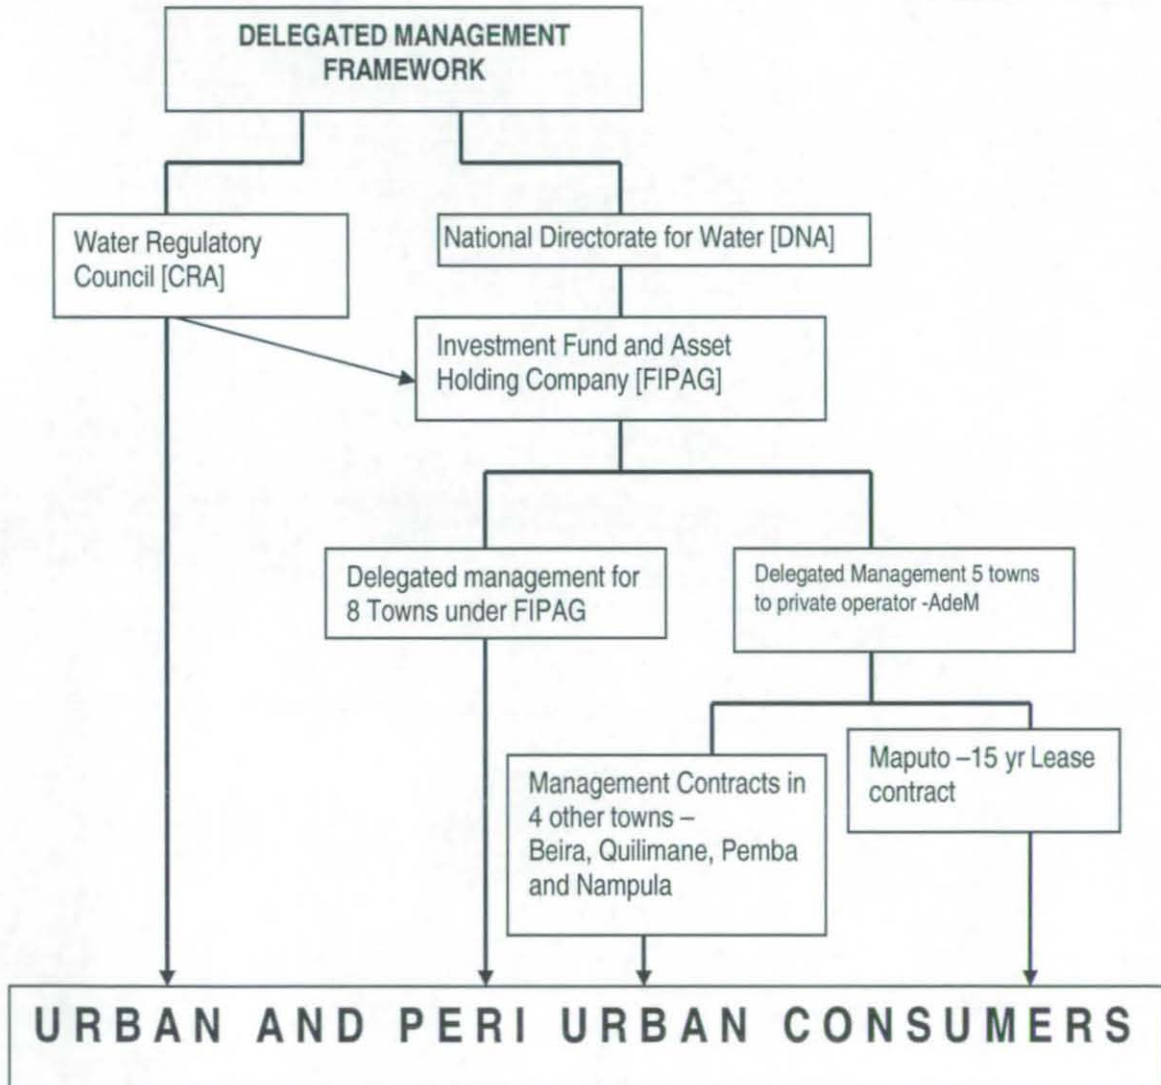 DELEGATED MANAGEMENT
FRAMEWORK
Water Regulatory
Council [CRA]
National Directorate for Water [DNA]
Investment Fund and Asset
Holding Company [FIPAG]
Delegated management for
8 Towns under FIPAG
Delegated Management 5 towns
to private operator -AdeM
Management Contracts in
4 other towns –
Beira, Quilimane, Pemba
and Nampula
Maputo –15 yr Lease
contract
URBAN AND PERI URBAN CONSUMERS